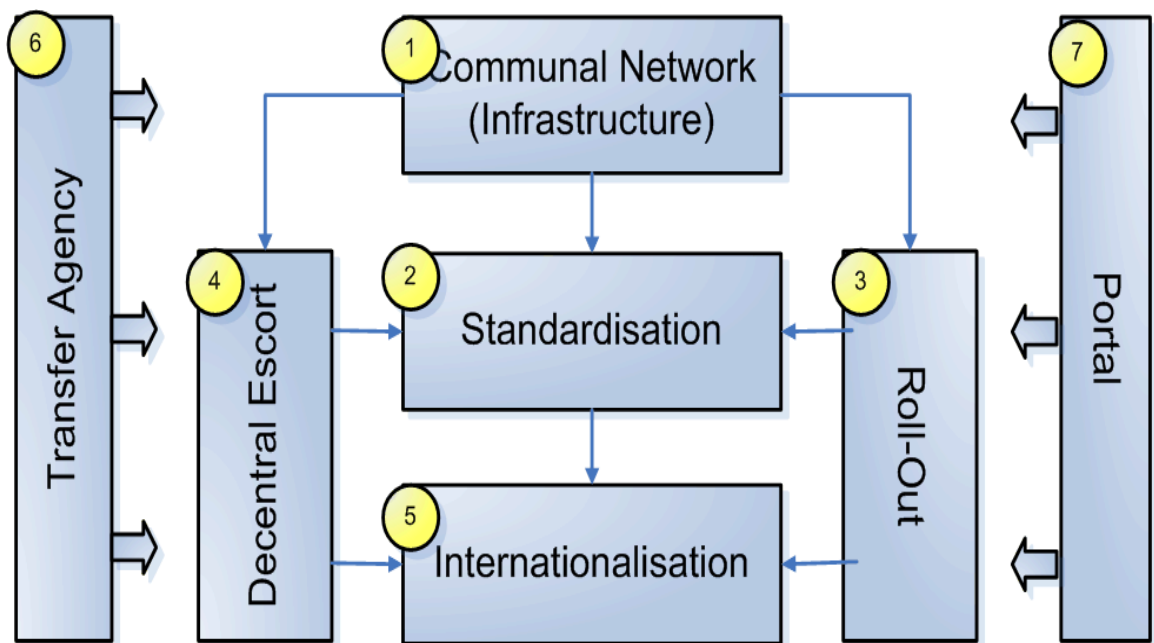 6
Transfer Agency
1
Communal Network
(Infrastructure)
7
Portal
4
Decentral Escort
2
Standardisation
3
Roll-Out
5
Internationalisation